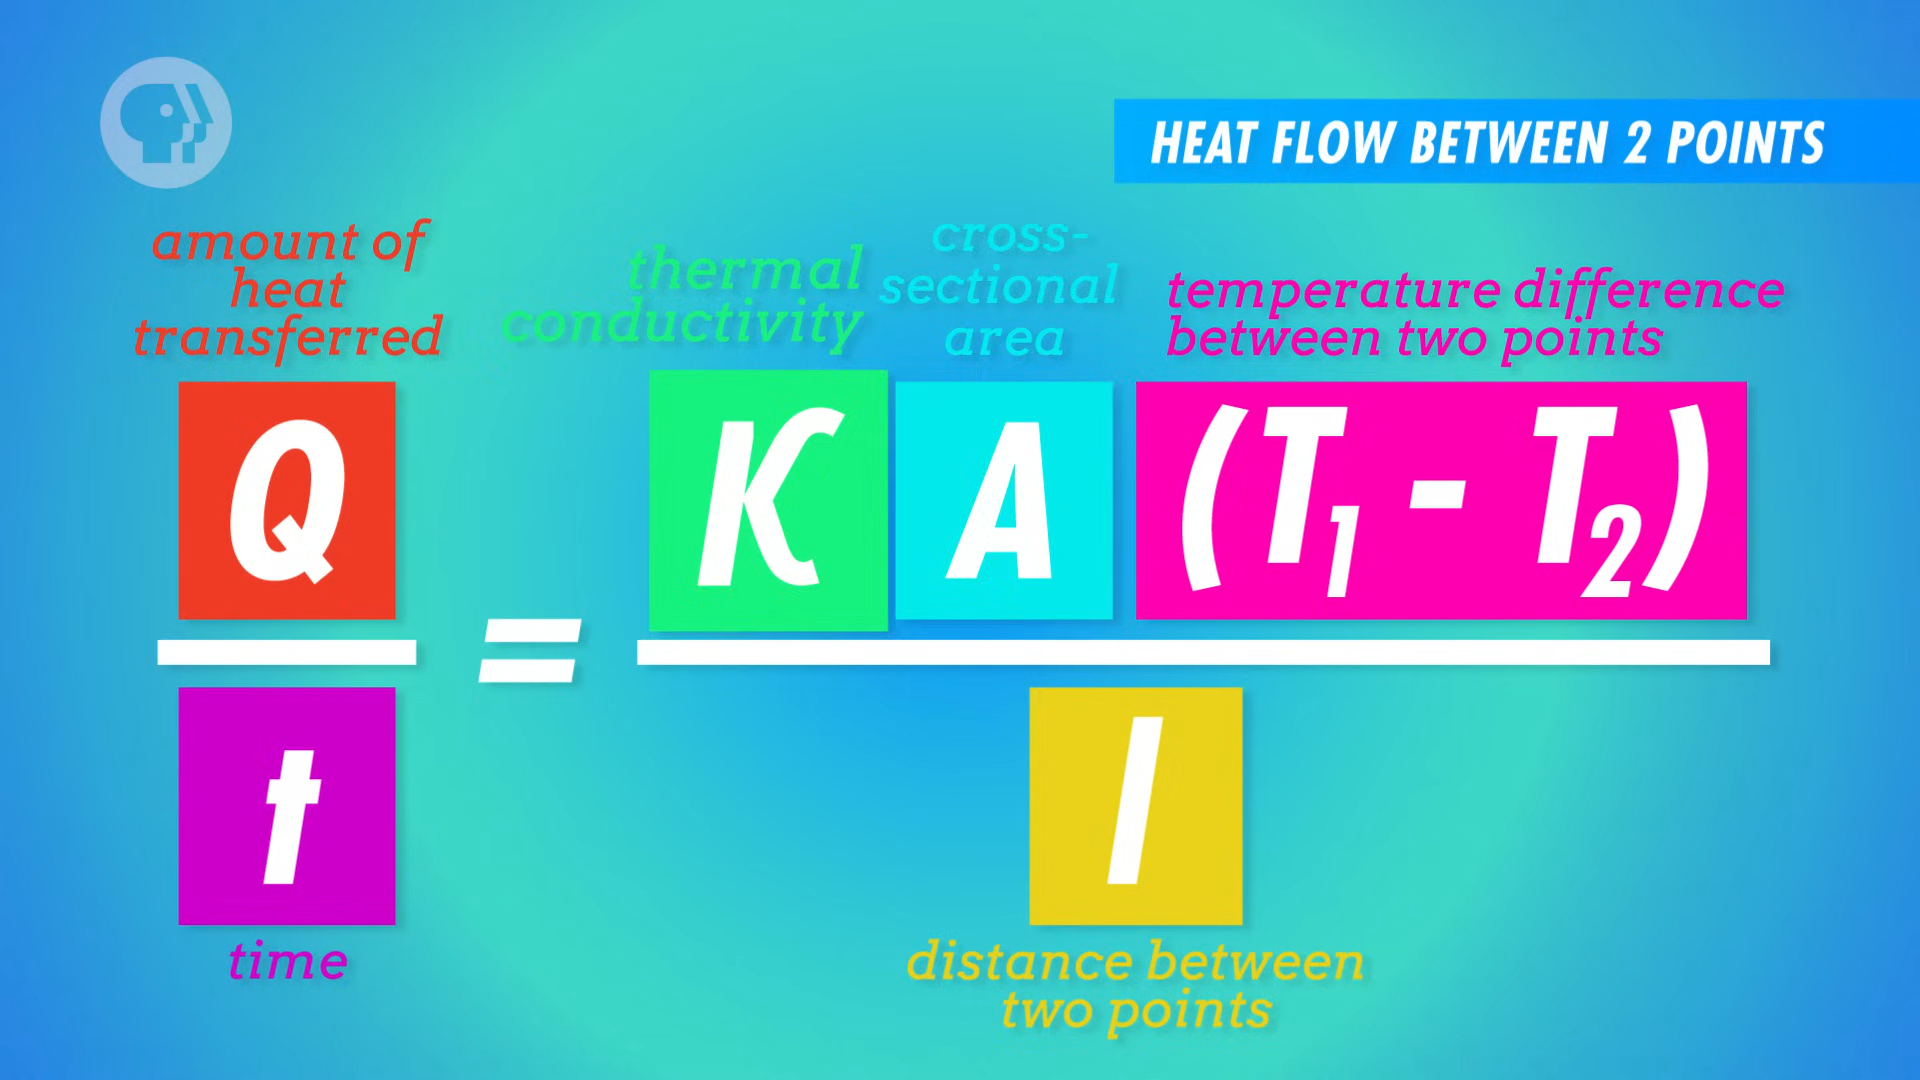 HEAT FLOW BETWEEN 2 POINTS
amount of
heat
transferred
thermal
conductivity
cross-
sectional
area
temperature difference
between two points
Q
=
K A (T1 - T2)
t
l
time
distance between
two points